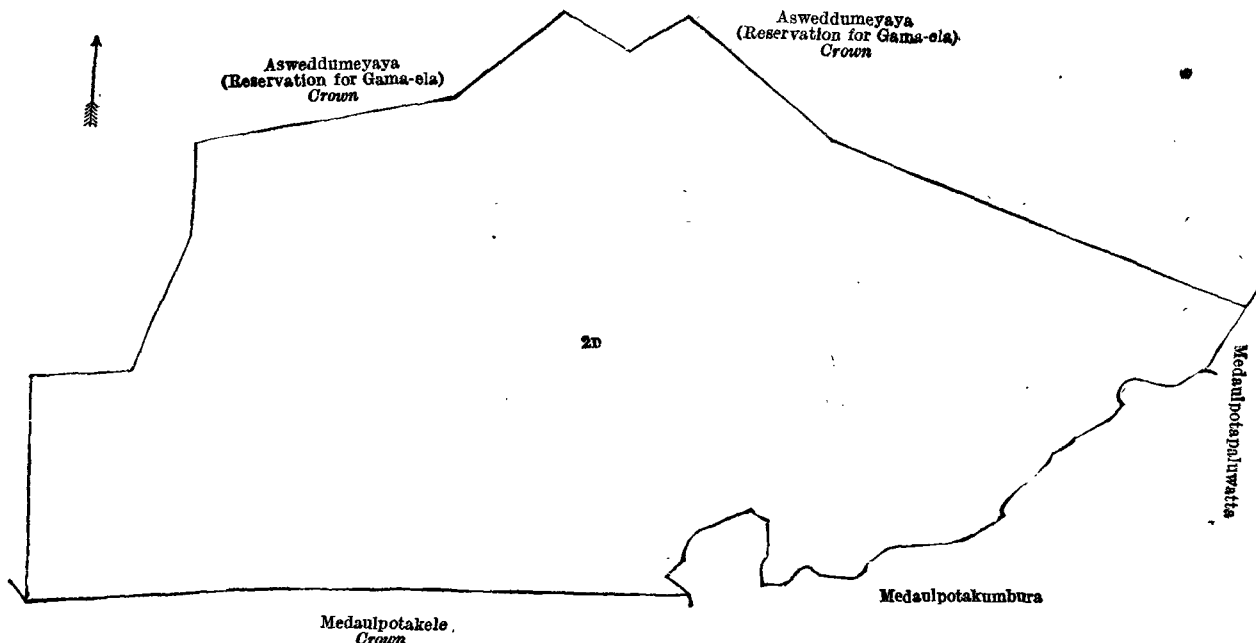 Asweddumeyaya
(Reservation for Gama-ela)
Crown
Asweddumeyaya
(Reservation for Gama-ela)
Crown
2D
Medaulpotapaluwatta
Medaulpotakumbura
Medaulpotakele
Crown